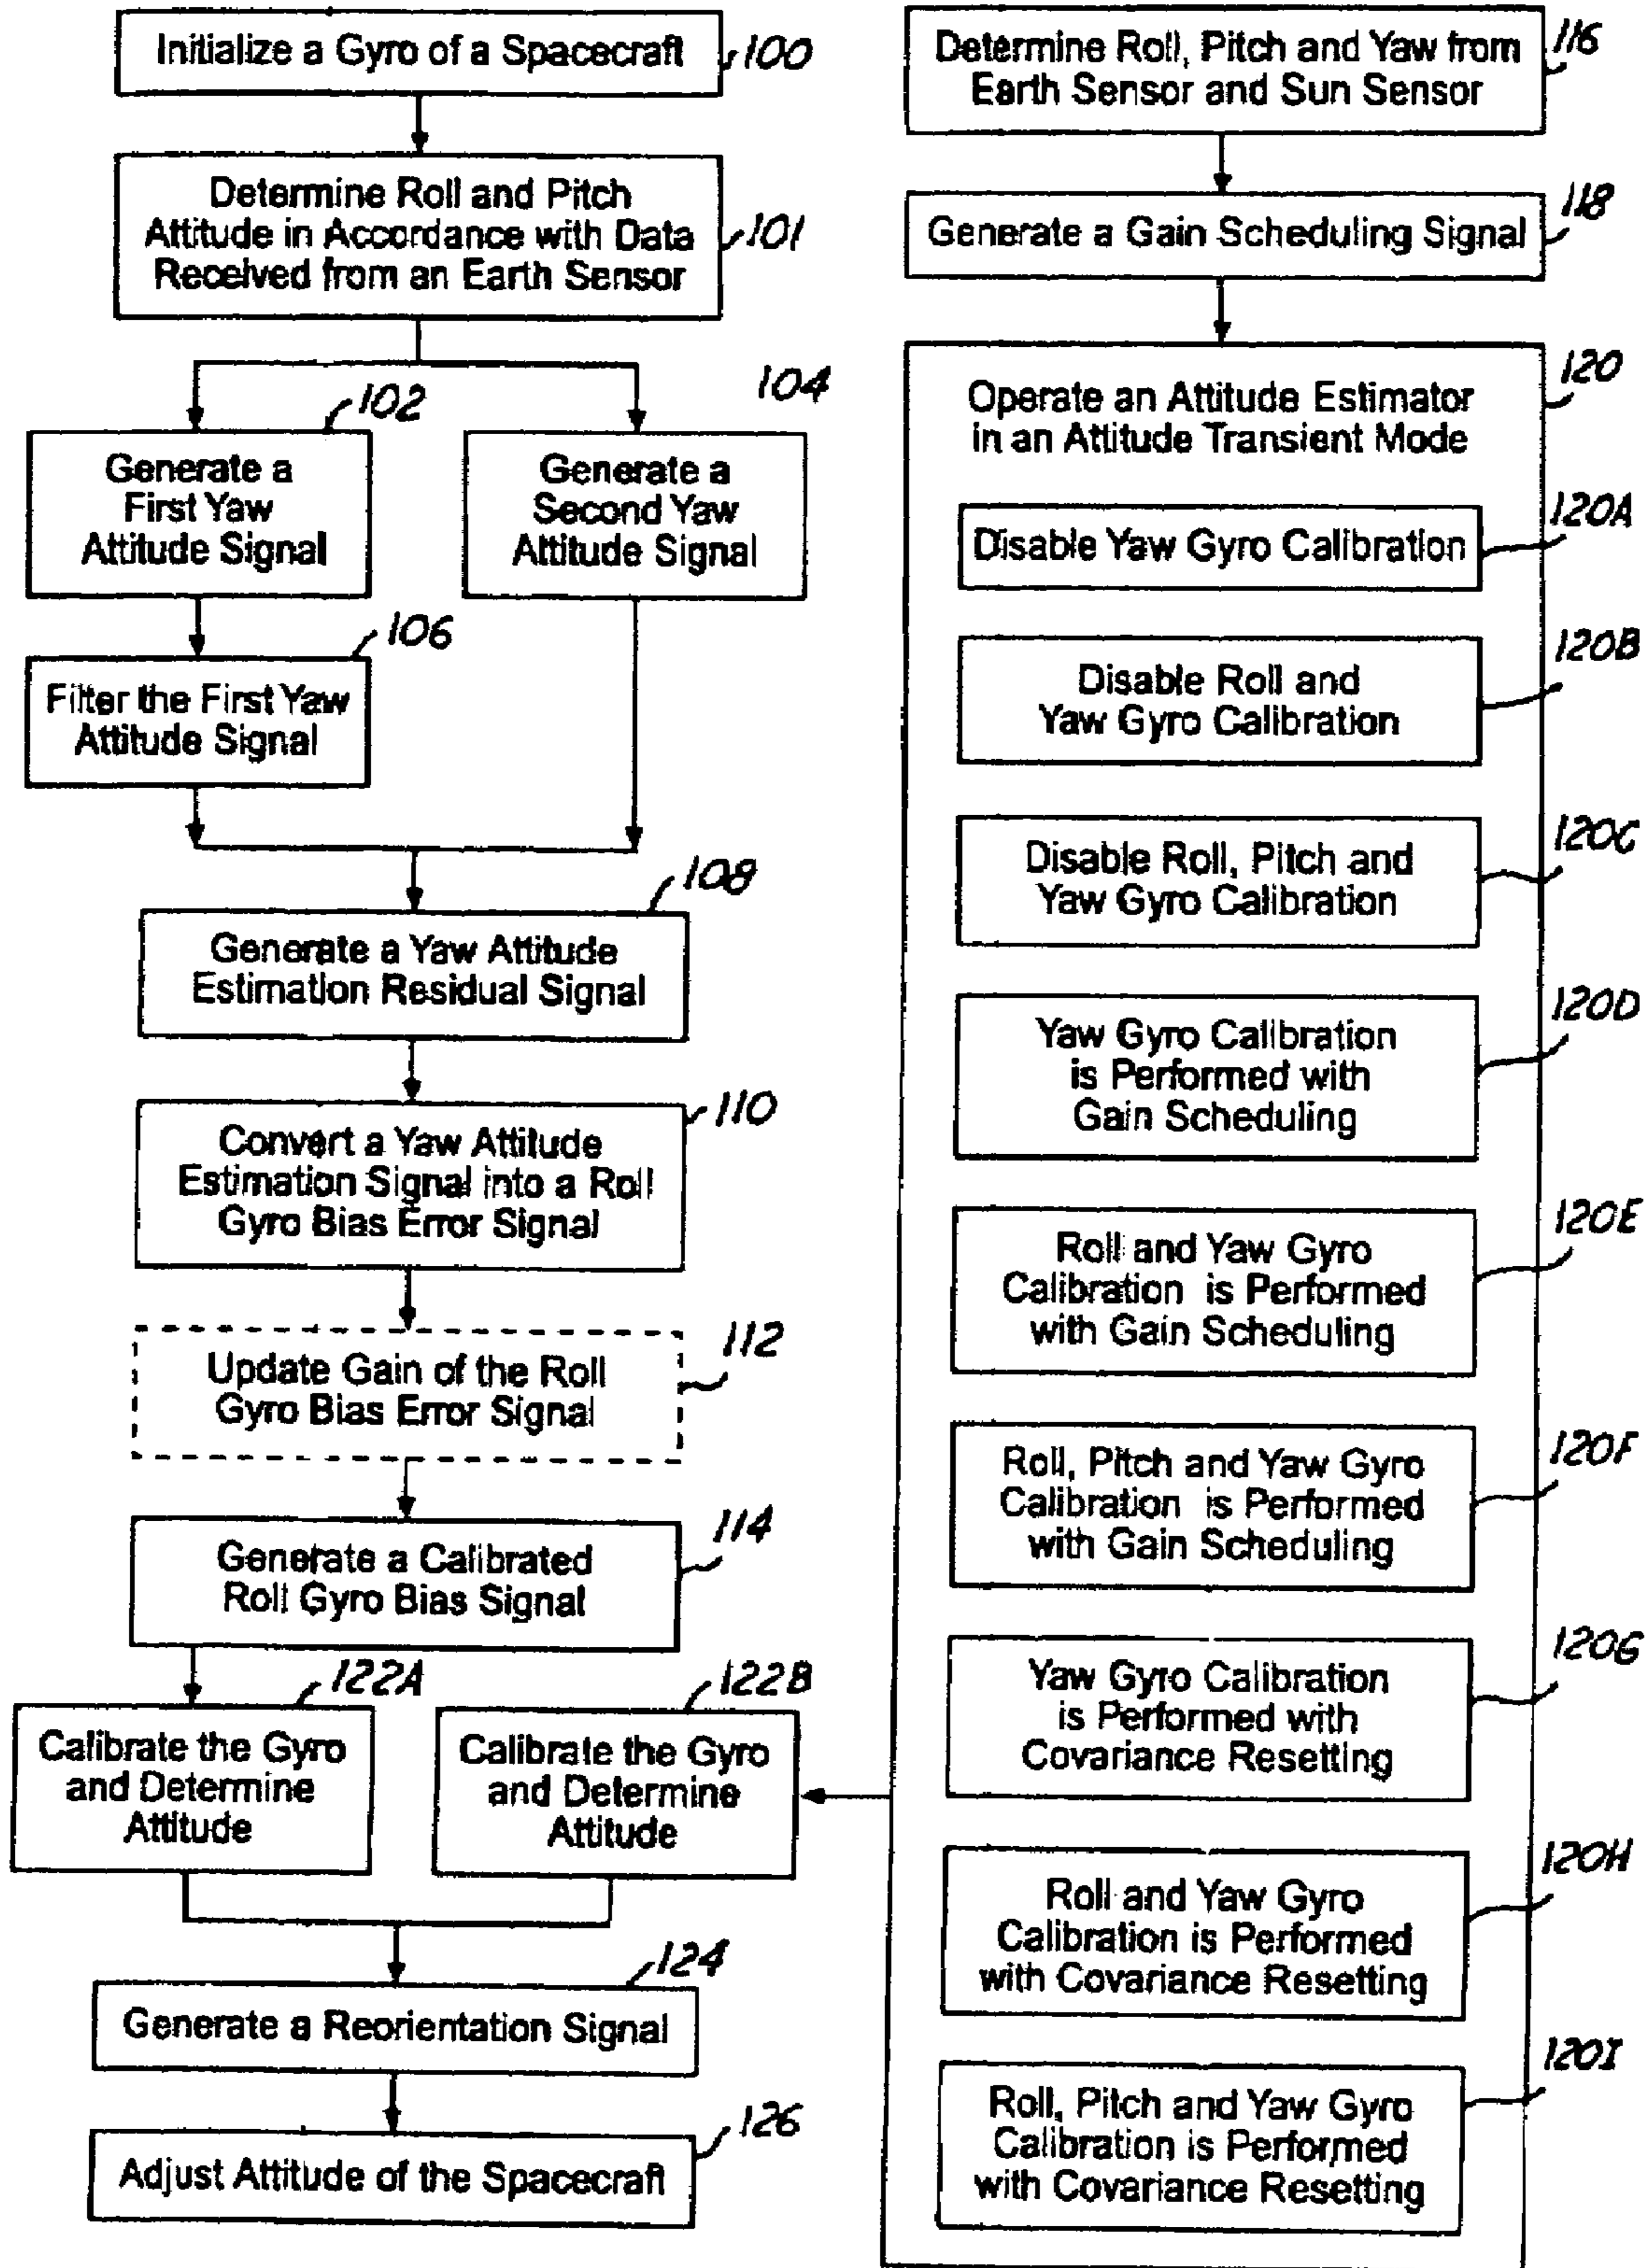 Initialize a Gyro of a Spacecraft
100
Determine Roll and Pitch
Attitude in Accordance with Data
Received from an Earth Sensor
101
102
Generate a
First Yaw
Attitude Signal
104
Generate a
Second Yaw
Attitude Signal
106
Filter the First Yaw
Attitude Signal
108
Generate a Yaw Attitude
Estimation Residual Signal
110
Convert a Yaw Attitude
Estimation Signal into a Roll
Gyro Bias Error Signal
112
Update Gain of the Roll
Gyro Bias Error Signal
114
Generate a Calibrated
Roll Gyro Bias Signal
122A
Calibrate the Gyro
and Determine
Attitude
122B
Calibrate the Gyro
and Determine
Attitude
124
Generate a Reorientation Signal
126
Adjust Attitude of the Spacecraft
116
Determine Roll, Pitch and Yaw from
Earth Sensor and Sun Sensor
118
Generate a Gain Scheduling Signal
120
Operate an Attitude Estimator
in an Attitude Transient Mode
120A
Disable Yaw Gyro Calibration
120B
Disable Roll and
Yaw Gyro Calibration
120C
Disable Roll, Pitch and
Yaw Gyro Calibration
120D
Yaw Gyro Calibration
is Performed with
Gain Scheduling
120E
Roll and Yaw Gyro
Calibration is Performed
with Gain Scheduling
120F
Roll, Pitch and Yaw Gyro
Calibration is Performed
with Gain Scheduling
120G
Yaw Gyro Calibration
is Performed with
Covariance Resetting
120H
Roll and Yaw Gyro
Calibration is Performed
with Covariance Resetting
120I
Roll, Pitch and Yaw Gyro
Calibration is Performed
with Covariance Resetting